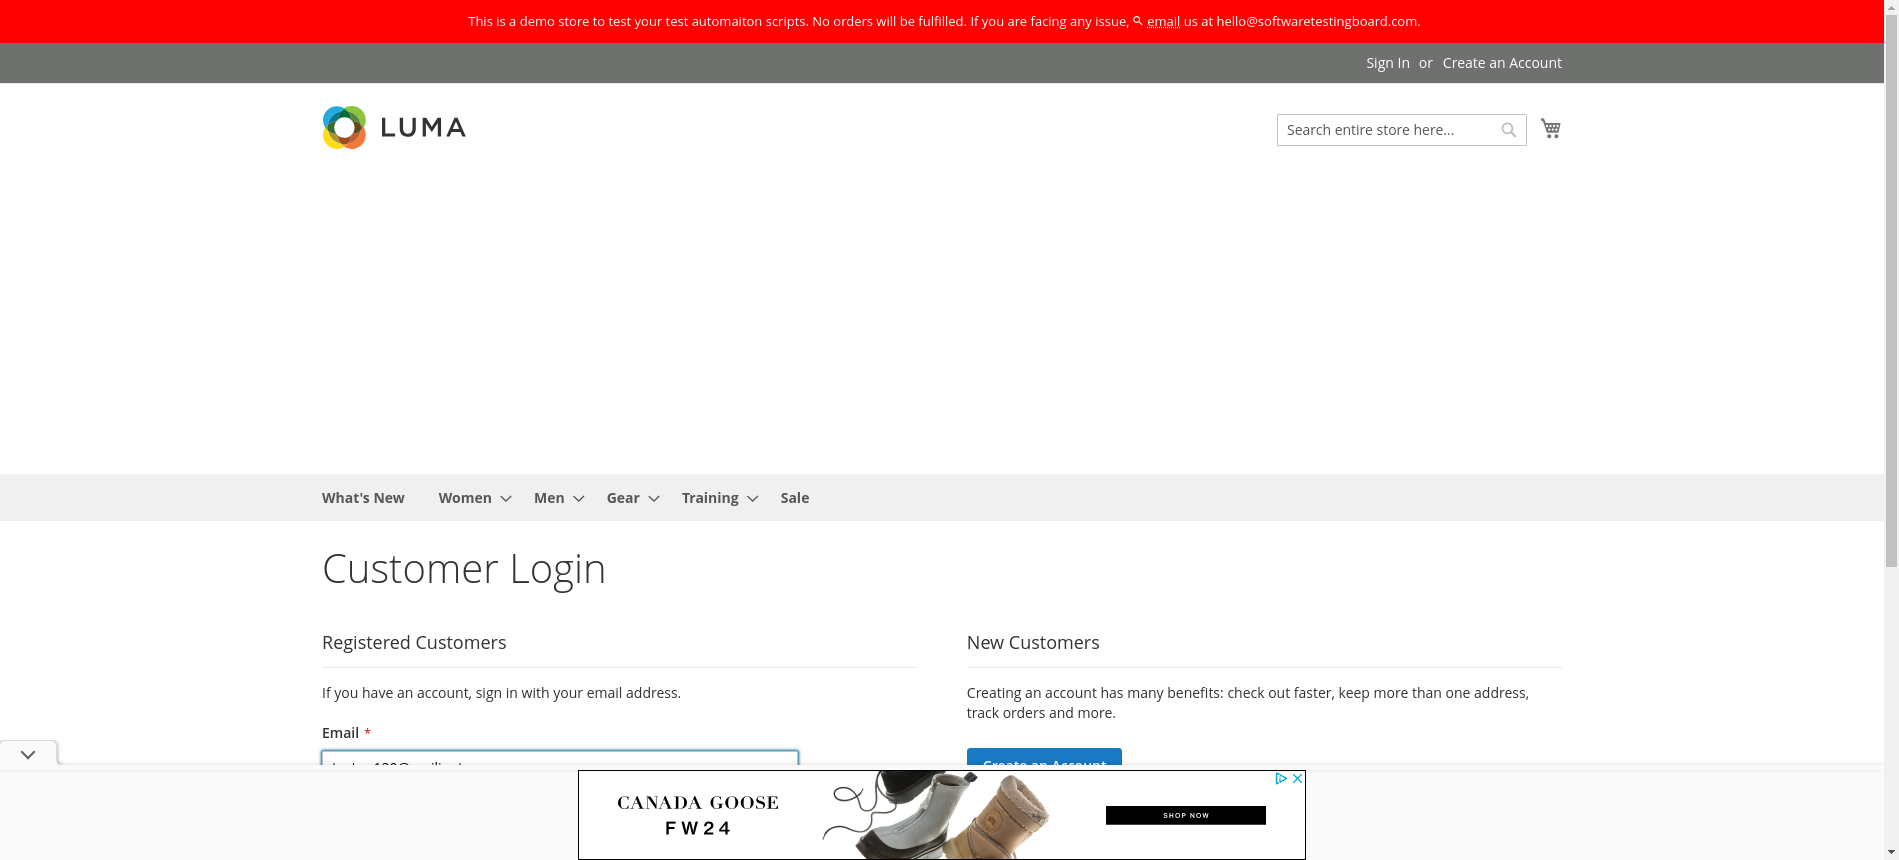 This is a demo store to test your test automaiton scripts. No orders will be fulfilled. If you are facing any issue, email us at hello@softwaretestingboard.com.
Sign In or Create an Account
LUMA
Search entire store here...
What's New Women Men Gear Training Sale
Customer Login
Registered Customers
If you have an account, sign in with your email address.
Email *
New Customers
Creating an account has many benefits: check out faster, keep more than one address,
track orders and more.
Create an Account
CANADA GOOSE
FW24
SHOP NOW